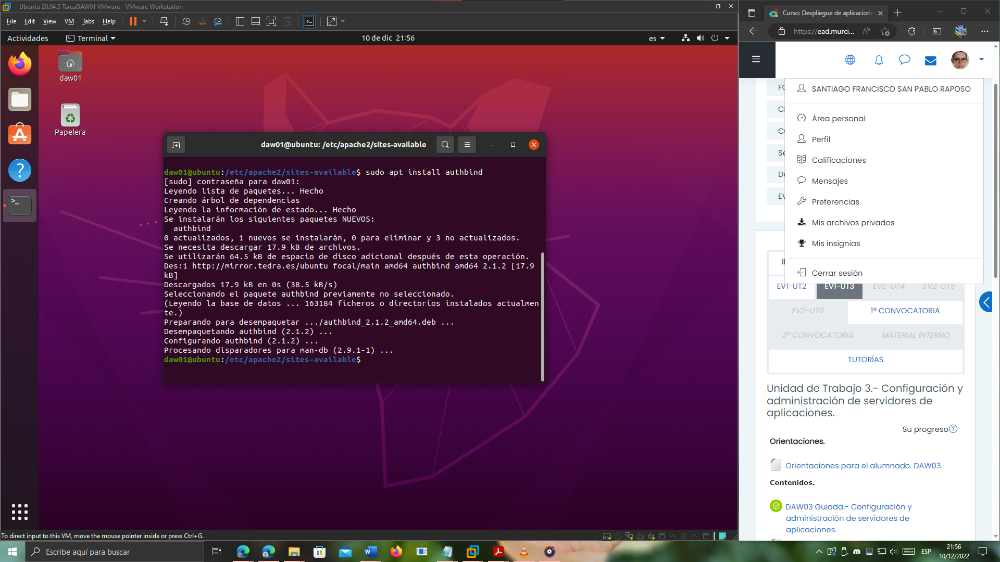 Ubuntu 20.04.5 TareaDAW01 VMware - VMware Workstation
File Edit View VM Tabs Help
Actividades
Terminal
10 de dic 21:56
es
daw01
Papelera
daw01@ubuntu: /etc/apache2/sites-available
daw01@ubuntu:/etc/apache2/sites-available$ sudo apt install authbind
[sudo] contraseña para daw01:
Leyendo lista de paquetes... Hecho
Creando árbol de dependencias
Leyendo la información de estado... Hecho
Se instalarán los siguientes paquetes NUEVOS:
authbind
0 actualizados, 1 nuevos se instalarán, 0 para eliminar y 3 no actualizados.
Se necesita descargar 17.9 kB de archivos.
Se utilizarán 64.5 kB de espacio de disco adicional después de esta operación.
Des:1 http://mirror.tedra.es/ubuntu focal/main amd64 authbind amd64 2.1.2 [17.9
kB]
Descargados 17.9 kB en 0s (38.5 kB/s)
Seleccionando el paquete authbind previamente no seleccionado.
(Leyendo la base de datos ... 163184 ficheros o directorios instalados actualmen
te.)
Preparando para desempaquetar .../authbind_2.1.2_amd64.deb ...
Desempaquetando authbind (2.1.2) ...
Configurando authbind (2.1.2) ...
Procesando disparadores para man-db (2.9.1-1) ...
daw01@ubuntu:/etc/apache2/sites-available$
To direct input to this VM, move the mouse pointer inside or press Ctrl+G.
Curso: Despliegue de aplicacione
https://ead.murci...
SANTIAGO FRANCISCO SAN PABLO RAPOSO
Área personal
Perfil
Calificaciones
Mensajes
Preferencias
Mis archivos privados
Mis insignias
Cerrar sesión
EV1-UT2
EV1-UT3
EV2-UT4
EV2-UT5
EV2-UT6
1ª CONVOCATORIA
2ª CONVOCATORIA
MATERIAL INTERNO
TUTORÍAS
Unidad de Trabajo 3.- Configuración y
administración de servidores de
aplicaciones.
Su progreso
Orientaciones.
Orientaciones para el alumnado. DAW03.
Contenidos.
DAW03 Guiada.- Configuración y
administración de servidores de
aplicaciones.
Escribe aquí para buscar
ESP
21:56
10/12/2022